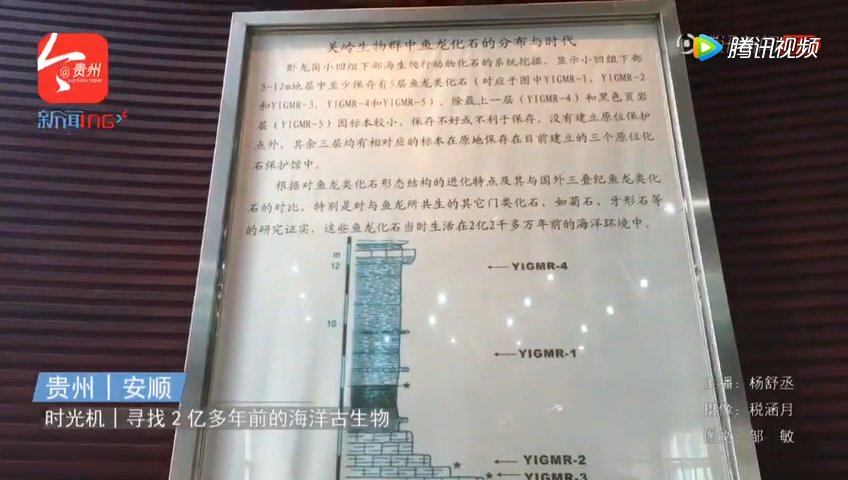 @贵州
新闻ING
腾讯视频
关岭生物群中鱼龙化石的分布与时代
卧龙岗小凹组下部海生爬行动物化石的系统挖掘,显示小凹组下部
5-12m地层中至少保存有5层鱼龙类化石(对应于图中YIGMR-1,YIGMR-2
和YIGMR-3,YIGMR-4和YIGMR-5)。除最上一层(YIGMR-4)和黑色页岩
层(YIGMR-5)因标本较小,保存不好或不利于保存,没有建立原位保护
点外,其余三层均有相对应的标本在原地保存在目前建立的三个原位化
石保护馆中。
根据对鱼龙类化石形态结构的进化特点及其与国外三叠纪鱼龙类化
石的对比,特别是对与鱼龙所共生的其它门类化石,如菊石、牙形石等
的研究证实,这些鱼龙化石当时生活在2亿2千多万年前的海洋环境中。
m
12
YIGMR-4
10
YIGMR-1
YIGMR-2
YIGMR-3
贵州|安顺
时光机|寻找2亿多年前的海洋古生物
主播:杨舒丞
摄像:税涵月
图文:邹 敏